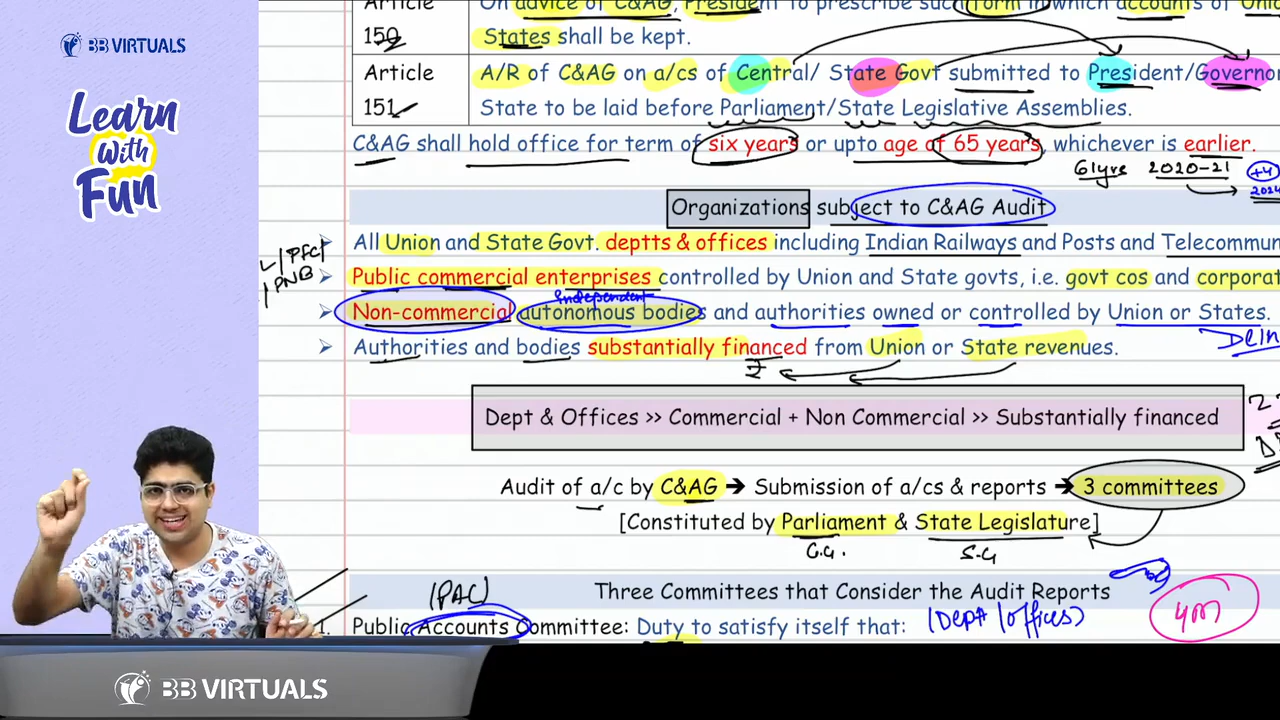 BB VIRTUALS
Learn
with
Fun
On advice of C&AG, President to prescribe such form in which accounts of
Article
150
States shall be kept.
Article
151
A/R of C&AG on a/cs of Central/ State Govt submitted to President/Governor
State to be laid before Parliament/State Legislative Assemblies.
C&AG shall hold office for term of six years or upto age of 65 years, whichever is earlier.
61yrs 2020-21 +4
Organizations subject to C&AG Audit
All Union and State Govt. deptts & offices including Indian Railways and Posts and
/PFC/
/PNB
Public commercial enterprises controlled by Union and State govts, i.e. govt cos and
independent
Non-commercial autonomous bodies and authorities owned or controlled by Union or States.
Authorities and bodies substantially financed from Union or State revenues.
₹
Dept & Offices >> Commercial + Non Commercial >> Substantially financed
Audit of a/c by C&AG ➔ Submission of a/cs & reports ➔ 3 committees
[Constituted by Parliament & State Legislature]
C.G. S.G
Three Committees that Consider the Audit Reports
(PAC)
1. Public Accounts Committee: Duty to satisfy itself that:
(Dept/offices)
4m
BB VIRTUALS